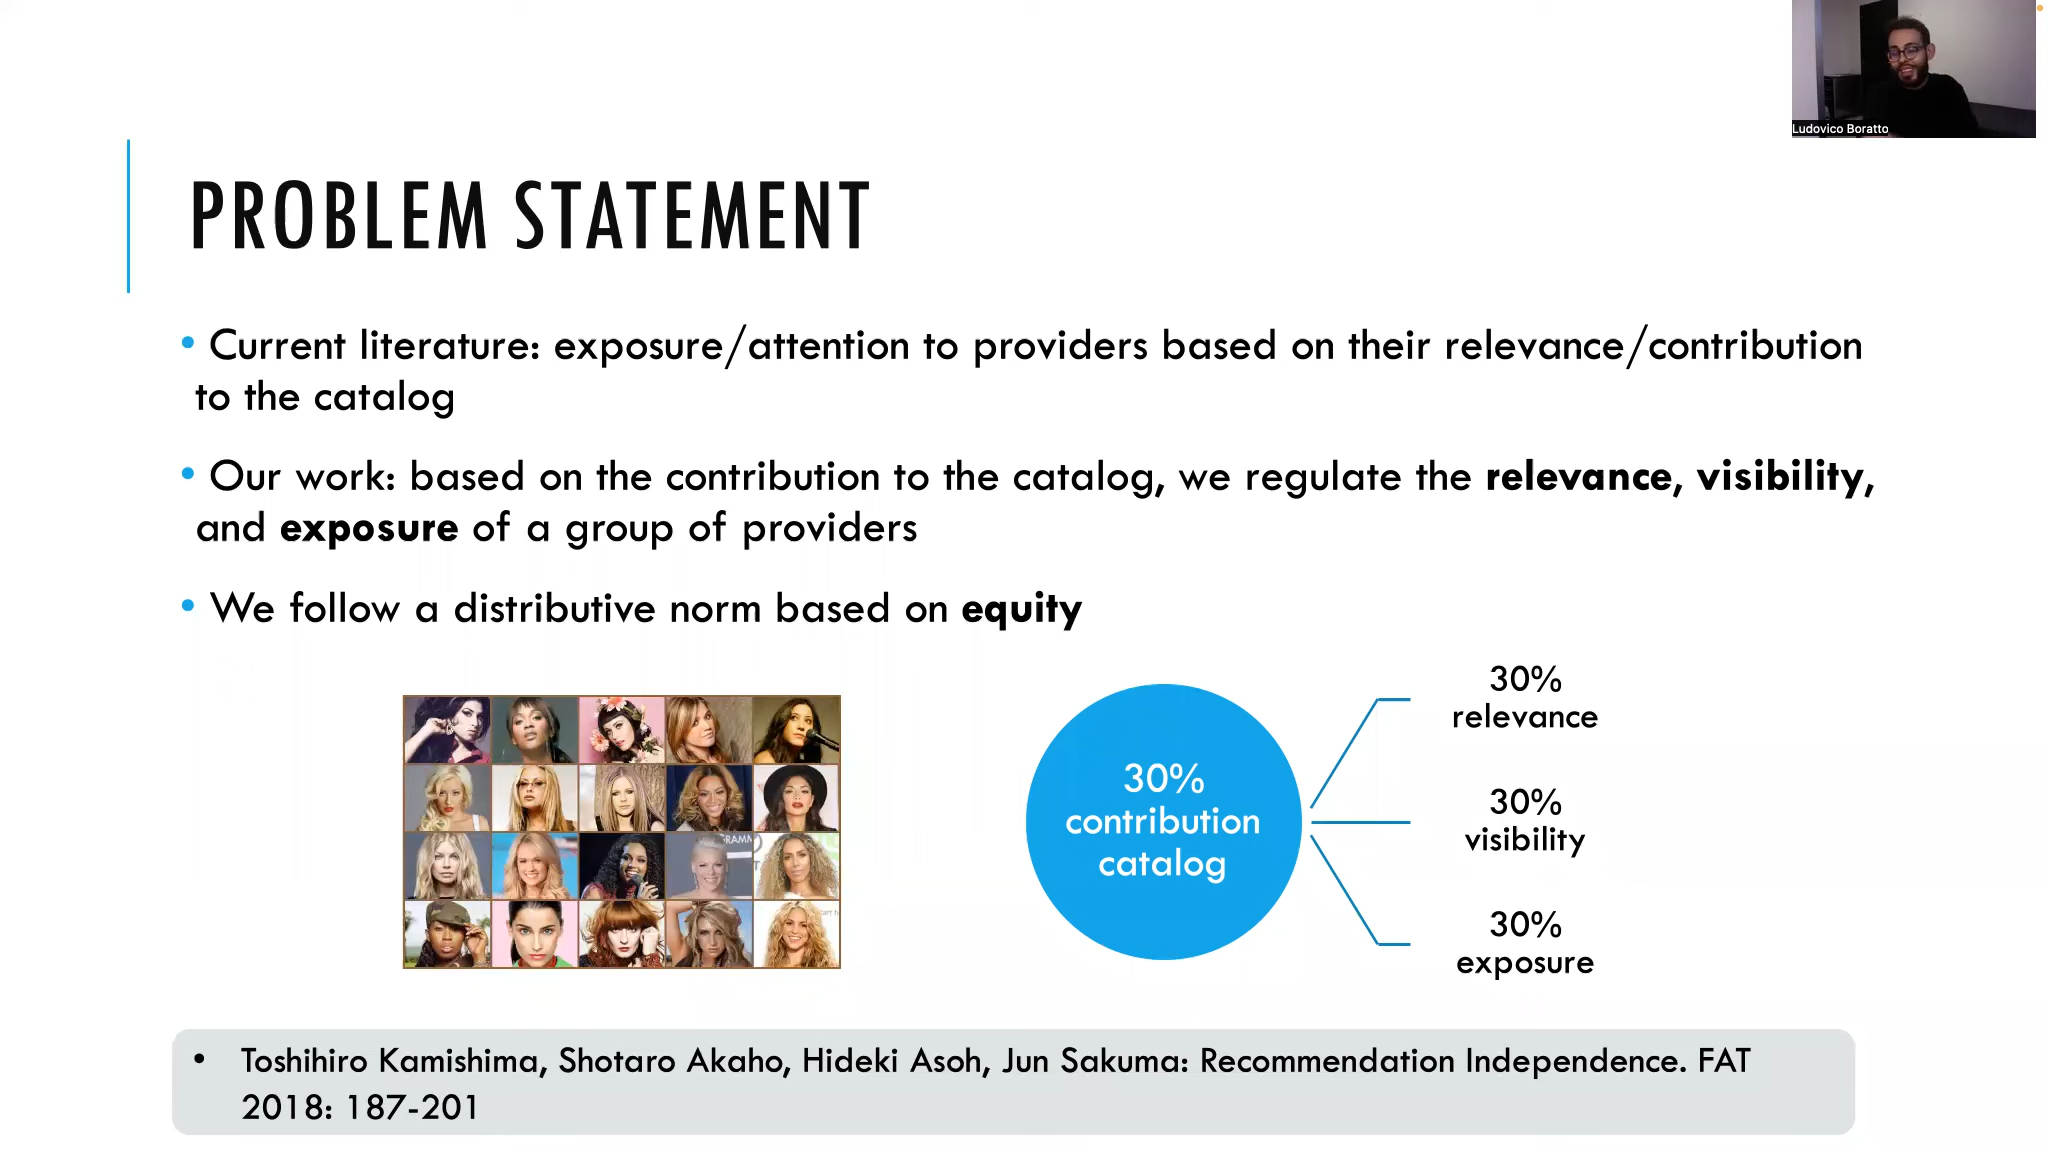 Ludovico Boratto
PROBLEM STATEMENT
• Current literature: exposure/attention to providers based on their relevance/contribution
to the catalog
• Our work: based on the contribution to the catalog, we regulate the relevance, visibility,
and exposure of a group of providers
• We follow a distributive norm based on equity
30%
relevance
30%
contribution
catalog
30%
visibility
30%
exposure
• Toshihiro Kamishima, Shotaro Akaho, Hideki Asoh, Jun Sakuma: Recommendation Independence. FAT
2018: 187-201